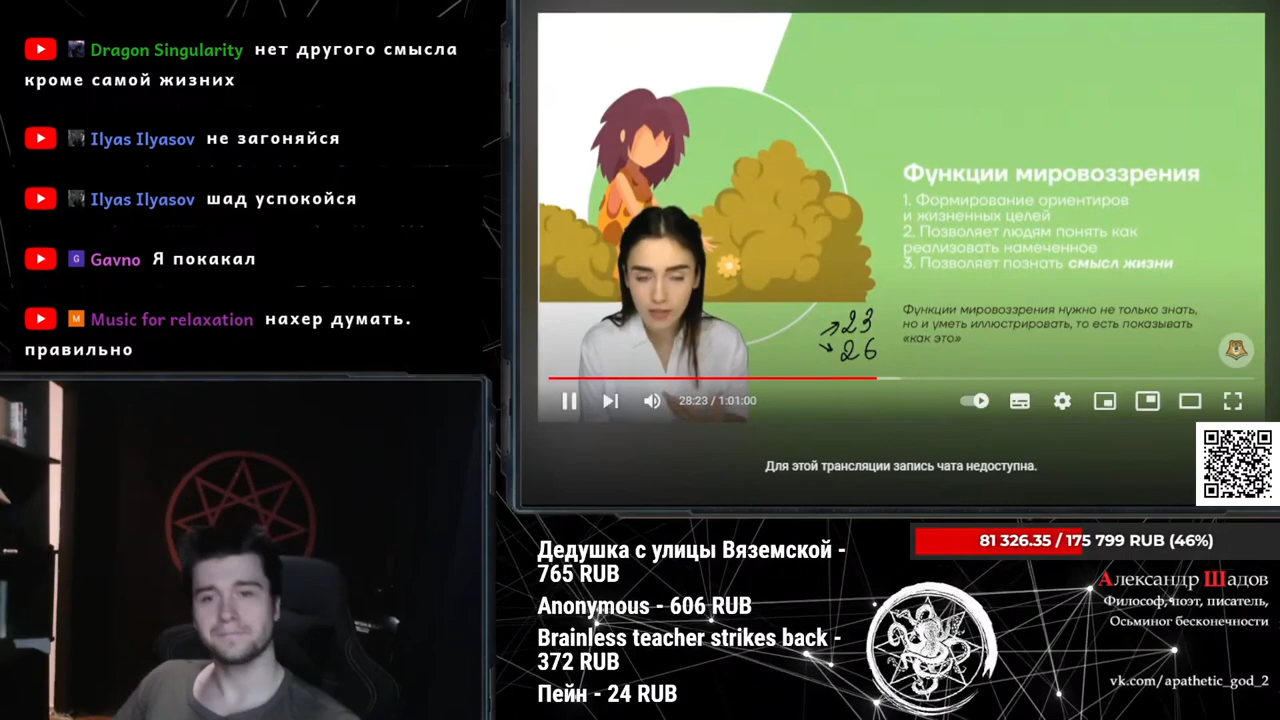 Dragon Singularity нет другого смысла
кроме самой жизних
Ilyas Ilyasov не загоняйся
Ilyas Ilyasov шад успокойся
G Gavno Я покакал
M Music for relaxation нахер думать.
правильно
Функции мировоззрения
1. Формирование ориентиров
и жизненных целей
2. Позволяет людям понять как
реализовать намеченное
3. Позволяет познать смысл жизни
Функции мировоззрения нужно не только знать,
но и уметь иллюстрировать, то есть показывать
«как это»
23
26
28:23 / 1:01:00
Для этой трансляции запись чата недоступна.
81 326.35 / 175 799 RUB (46%)
Дедушка с улицы Вяземской -
765 RUB
Anonymous - 606 RUB
Brainless teacher strikes back -
372 RUB
Пейн - 24 RUB
Александр Шадов
Философ, поэт, писатель,
Осьминог бесконечности
vk.com/apathetic_god_2